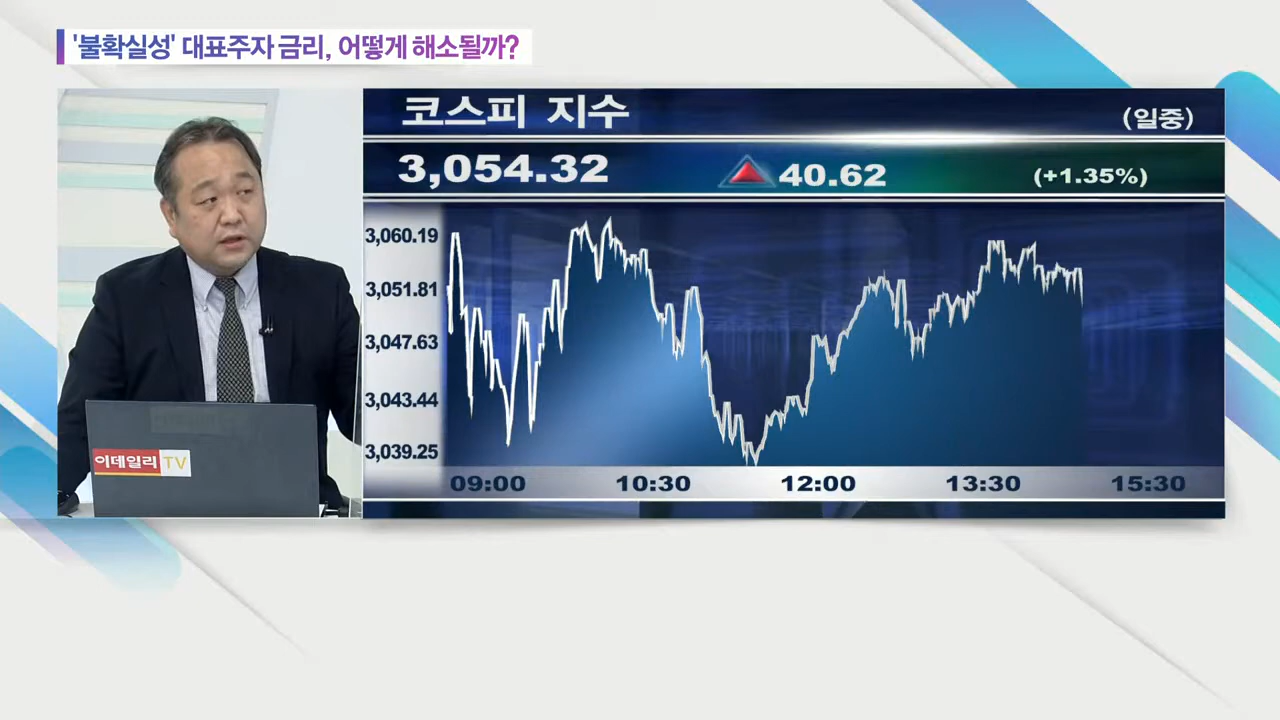 '불확실성' 대표주자 금리, 어떻게 해소될까?
코스피 지수 (일중)
3,054.32 ▲ 40.62 (+1.35%)
3,060.19
3,051.81
3,047.63
3,043.44
3,039.25
09:00 10:30 12:00 13:30 15:30
이데일리 TV